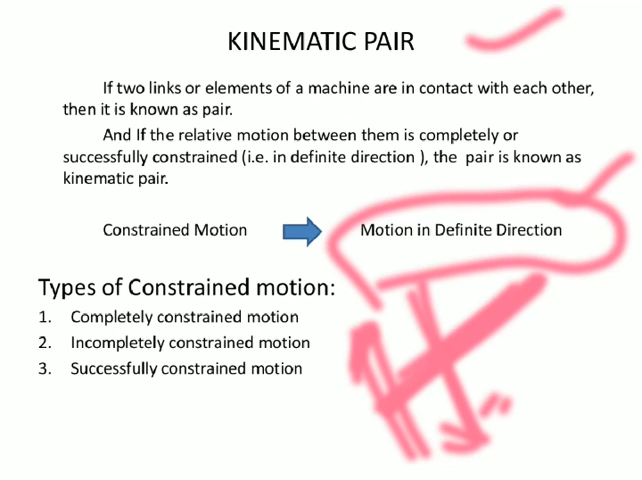 KINEMATIC PAIR
If two links or elements of a machine are in contact with each other,
then it is known as pair.
And If the relative motion between them is completely or
successfully constrained (i.e. in definite direction ), the pair is known as
kinematic pair.
Constrained Motion
Motion in Definite Direction
Types of Constrained motion:
1. Completely constrained motion
2. Incompletely constrained motion
3. Successfully constrained motion